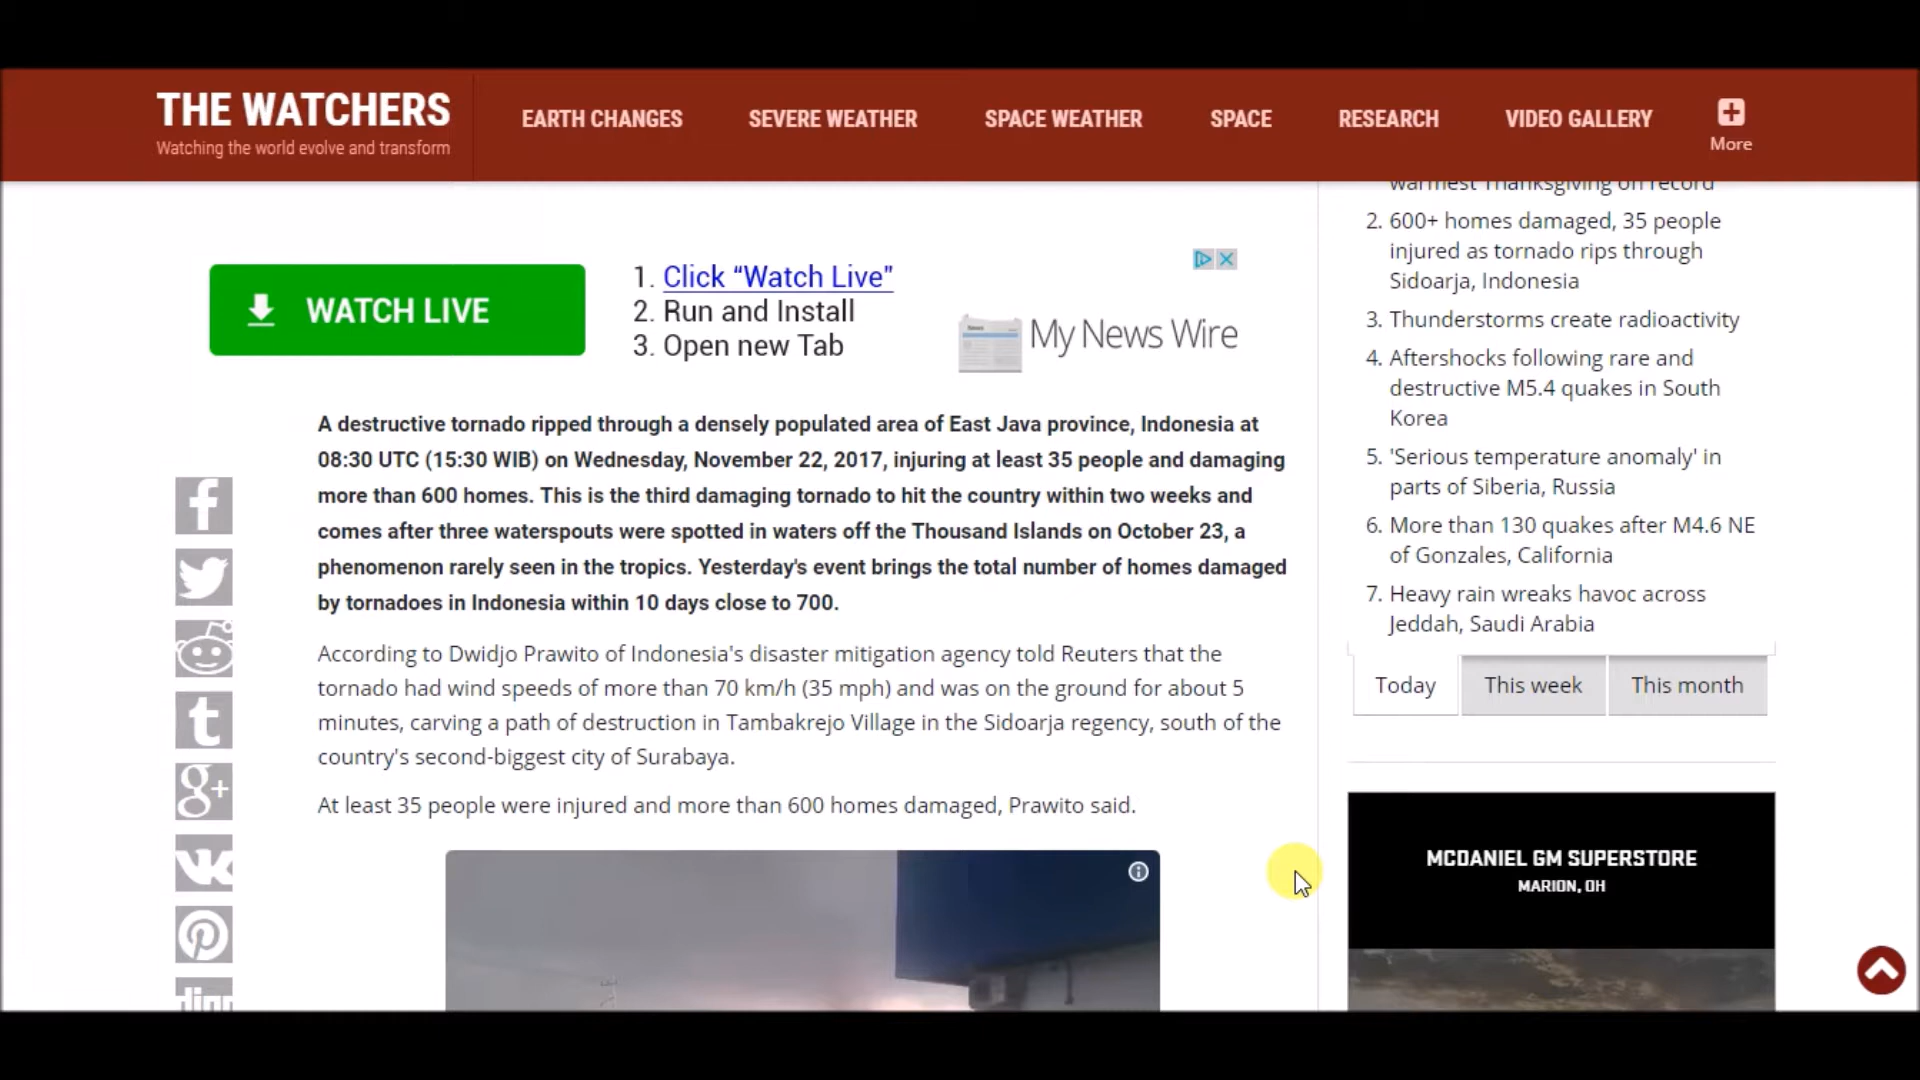 THE WATCHERS
Watching the world evolve and transform
EARTH CHANGES
SEVERE WEATHER
SPACE WEATHER
SPACE
RESEARCH
VIDEO GALLERY
More
WATCH LIVE
1. Click “Watch Live”
2. Run and Install
3. Open new Tab
My News Wire
A destructive tornado ripped through a densely populated area of East Java province, Indonesia at
08:30 UTC (15:30 WIB) on Wednesday, November 22, 2017, injuring at least 35 people and damaging
more than 600 homes. This is the third damaging tornado to hit the country within two weeks and
comes after three waterspouts were spotted in waters off the Thousand Islands on October 23, a
phenomenon rarely seen in the tropics. Yesterday's event brings the total number of homes damaged
by tornadoes in Indonesia within 10 days close to 700.
According to Dwidjo Prawito of Indonesia's disaster mitigation agency told Reuters that the
tornado had wind speeds of more than 70 km/h (35 mph) and was on the ground for about 5
minutes, carving a path of destruction in Tambakrejo Village in the Sidoarja regency, south of the
country's second-biggest city of Surabaya.
At least 35 people were injured and more than 600 homes damaged, Prawito said.
warmest Thanksgiving on record
2. 600+ homes damaged, 35 people
injured as tornado rips through
Sidoarja, Indonesia
3. Thunderstorms create radioactivity
4. Aftershocks following rare and
destructive M5.4 quakes in South
Korea
5. 'Serious temperature anomaly' in
parts of Siberia, Russia
6. More than 130 quakes after M4.6 NE
of Gonzales, California
7. Heavy rain wreaks havoc across
Jeddah, Saudi Arabia
Today
This week
This month
MCDANIEL GM SUPERSTORE
MARION, OH